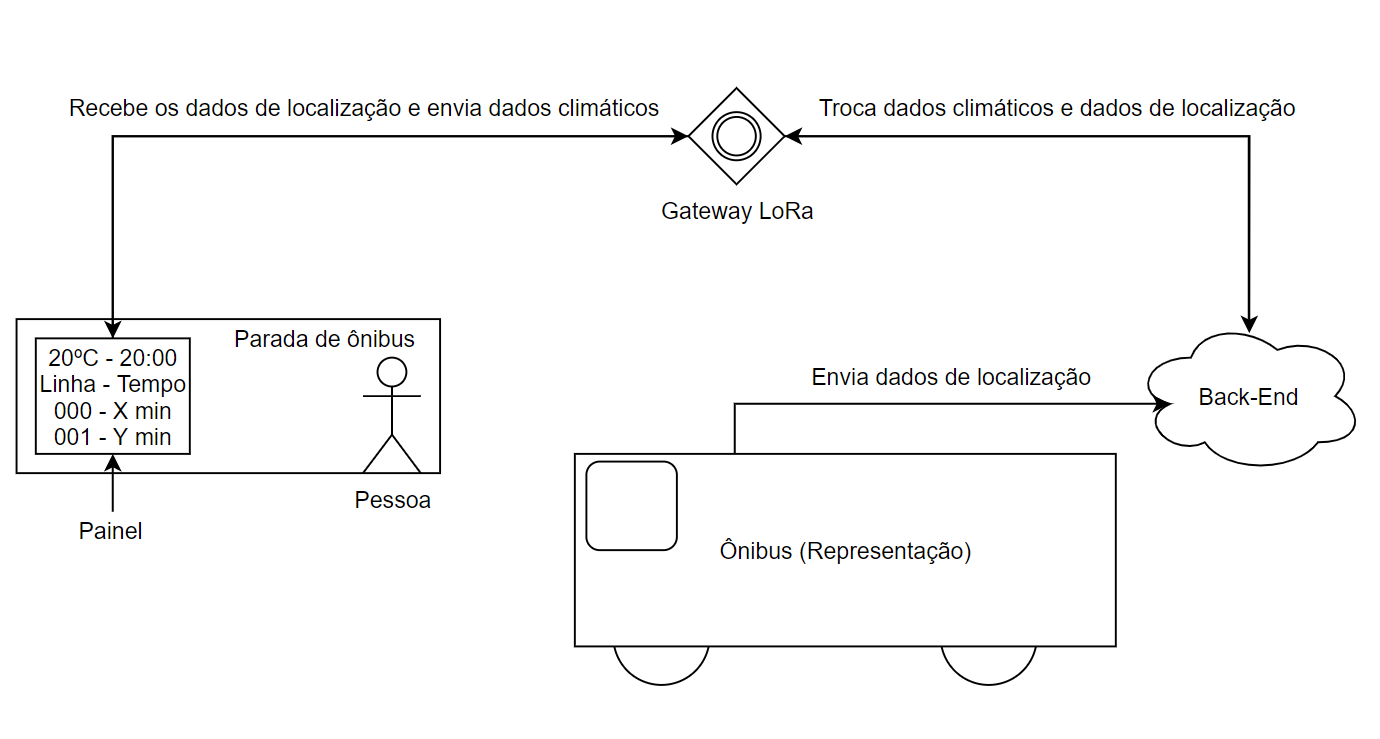 Recebe os dados de localização e envia dados climáticos
Troca dados climáticos e dados de localização
Gateway LoRa
Parada de ônibus
20ºC - 20:00
Linha - Tempo
000 - X min
001 - Y min
Pessoa
Painel
Envia dados de localização
Back-End
Ônibus (Representação)